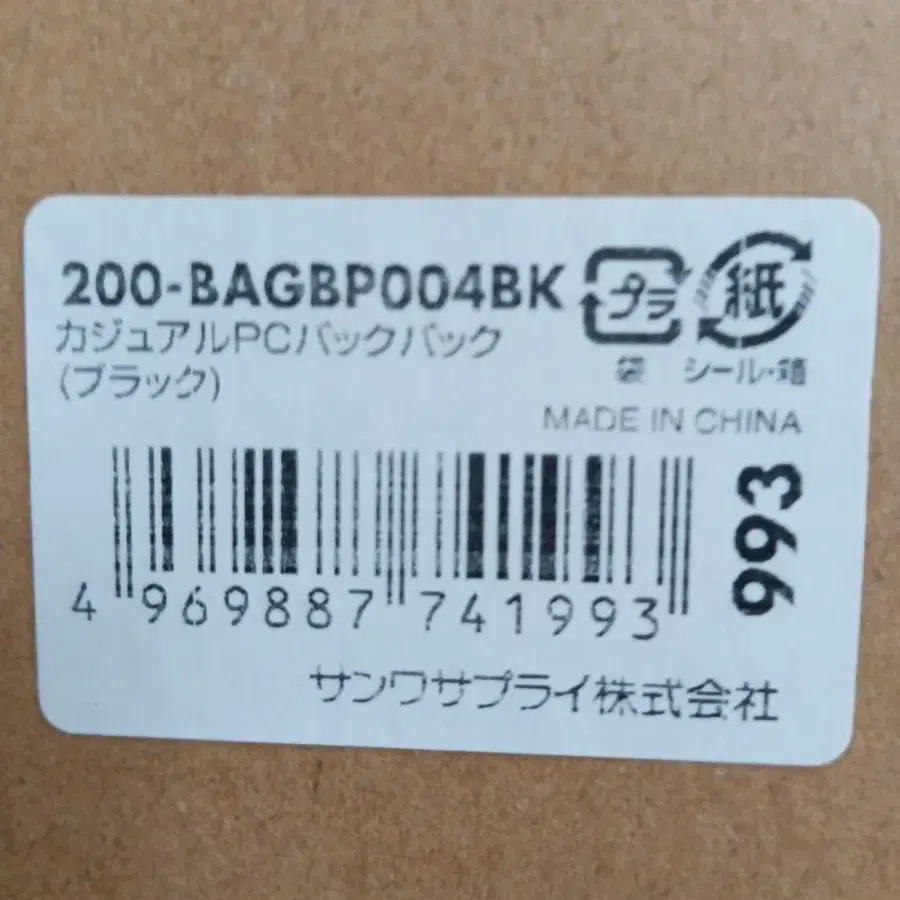 200-BAGBP004BK
カジュアルPCバックパック
(ブラック)
プラ
紙
袋
シール・箱
MADE IN CHINA
993
4 969887 741993
サンワサプライ株式会社